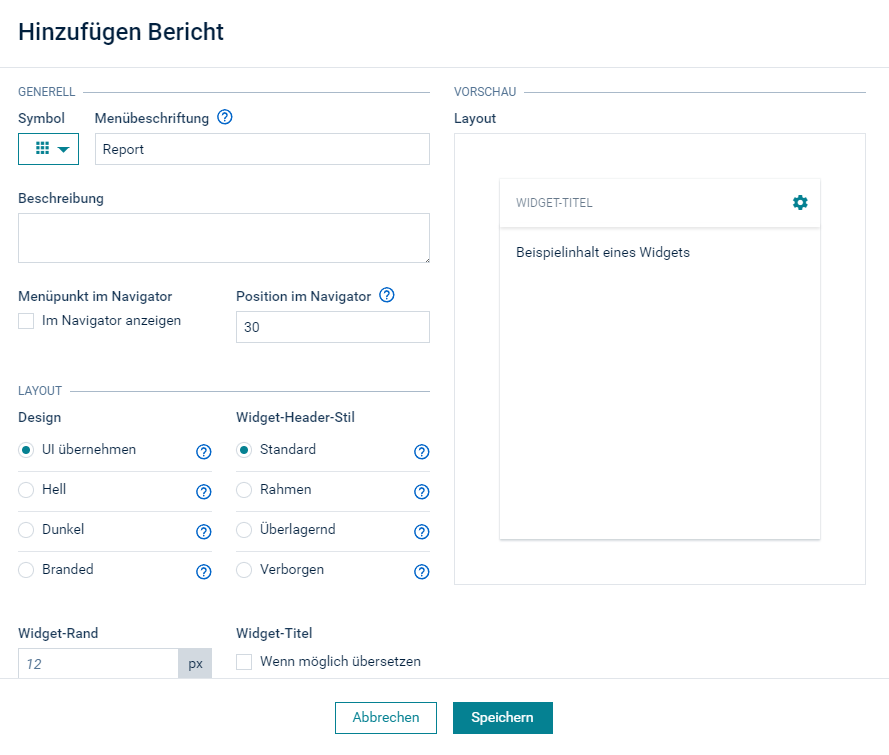 Hinzufügen Bericht
GENERELL
Symbol
Menübeschriftung
Report
Beschreibung
Menüpunkt im Navigator
Im Navigator anzeigen
Position im Navigator
30
LAYOUT
Design
UI übernehmen
Hell
Dunkel
Branded
Widget-Header-Stil
Standard
Rahmen
Überlagernd
Verborgen
Widget-Rand
12 px
Widget-Titel
Wenn möglich übersetzen
VORSCHAU
Layout
WIDGET-TITEL
Beispielinhalt eines Widgets
Abbrechen
Speichern